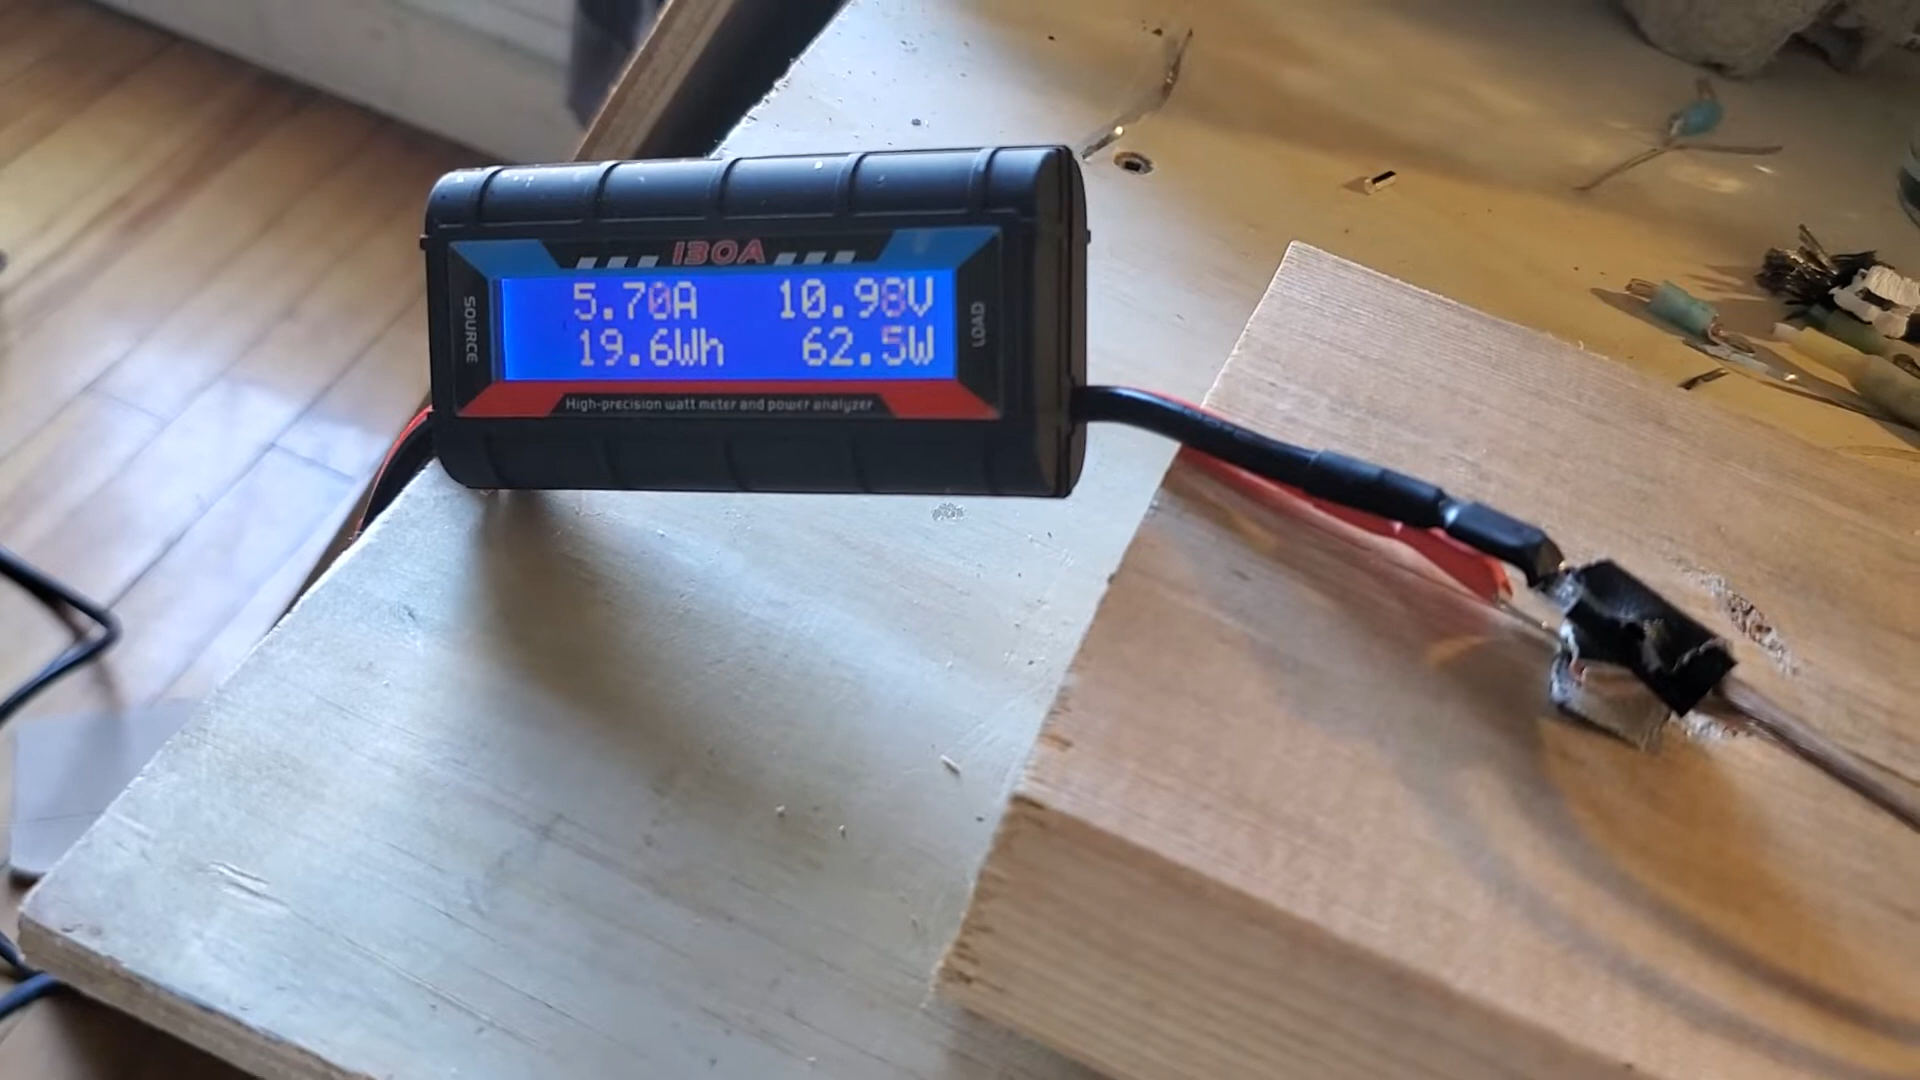 130A
SOURCE
5.70A 10.98V
19.6Wh 62.5W
LOAD
High-precision watt meter and power analyzer